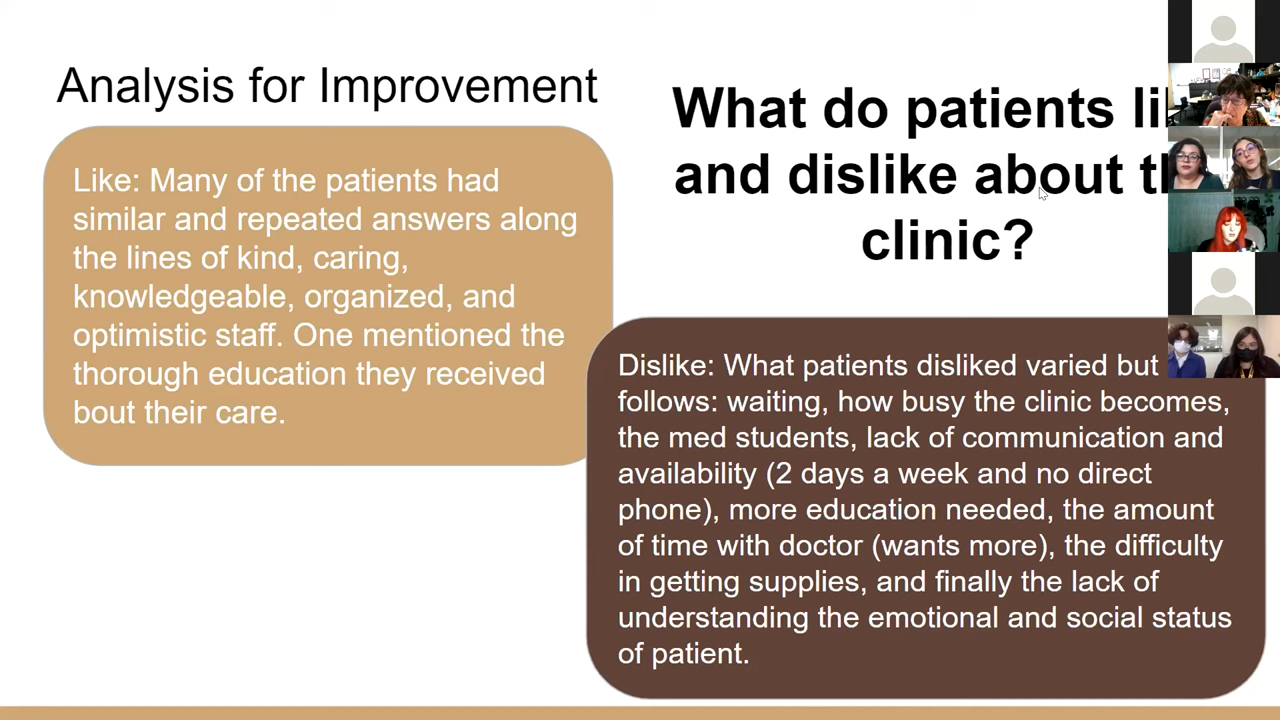 Analysis for Improvement
What do patients
and dislike about
clinic?
Like: Many of the patients had
similar and repeated answers along
the lines of kind, caring,
knowledgeable, organized, and
optimistic staff. One mentioned the
thorough education they received
bout their care.
Dislike: What patients disliked varied but
follows: waiting, how busy the clinic becomes,
the med students, lack of communication and
availability (2 days a week and no direct
phone), more education needed, the amount
of time with doctor (wants more), the difficulty
in getting supplies, and finally the lack of
understanding the emotional and social status
of patient.